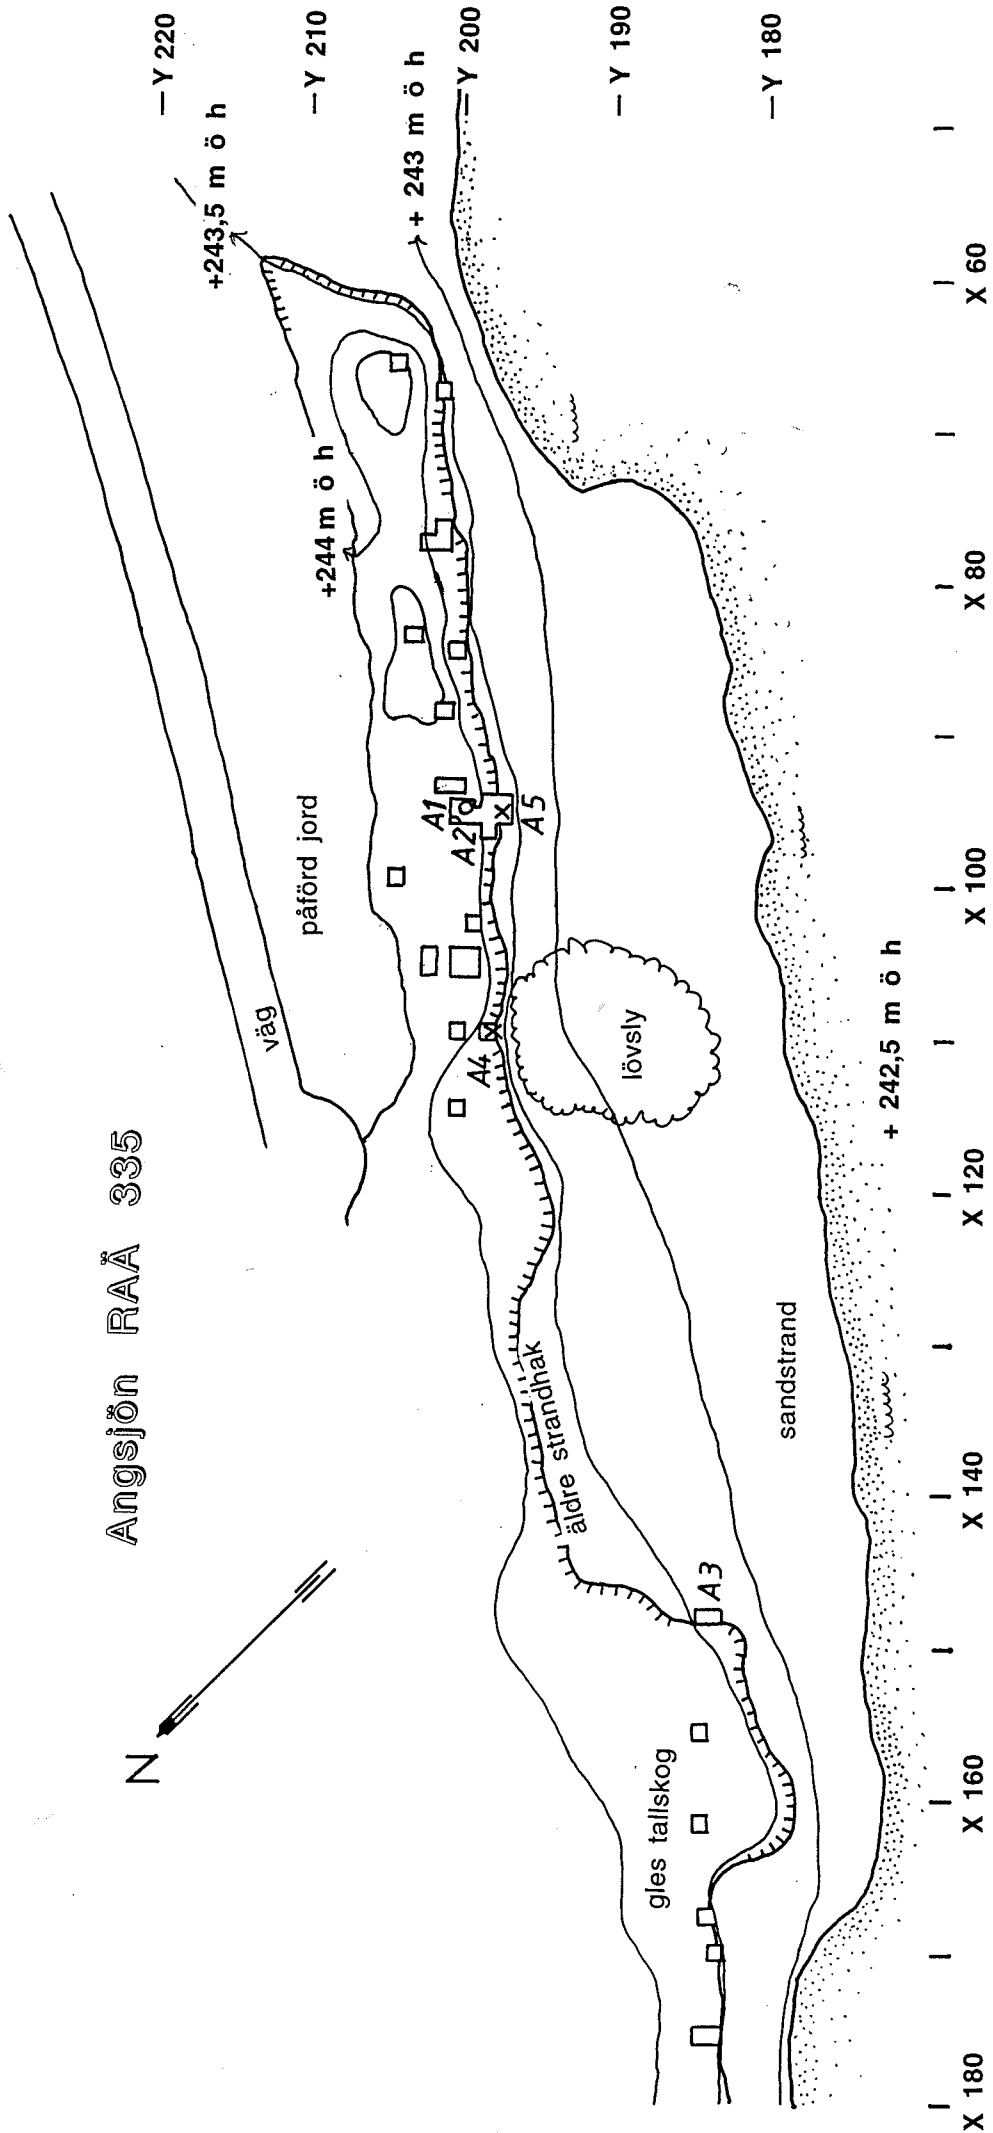 Angsjön RAÄ 335
N
väg
påförd jord
+244 m ö h
+243,5 m ö h
+ 243 m ö h
Y 220
Y 210
Y 200
Y 190
Y 180
A1
A2
A5
A4
lövsly
äldre strandhak
A3
gles tallskog
sandstrand
+ 242,5 m ö h
X 180
X 160
X 140
X 120
X 100
X 80
X 60